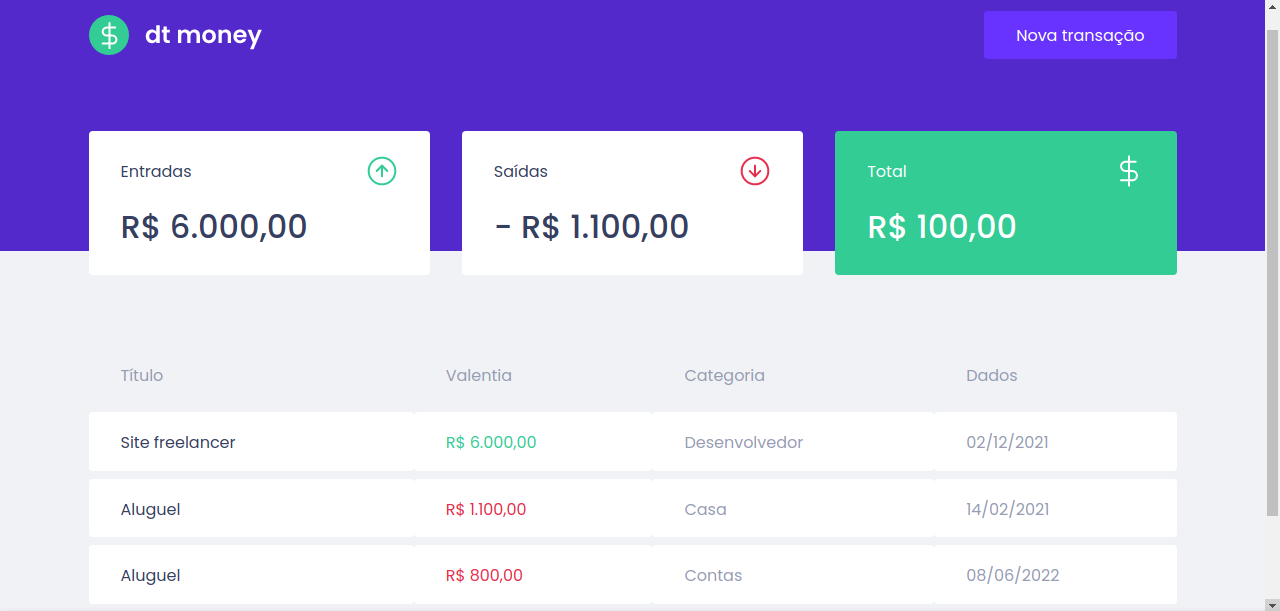 dt money
Nova transação
Entradas
R$ 6.000,00
Saídas
- R$ 1.100,00
Total
R$ 100,00
Título Valentia Categoria Dados
Site freelancer R$ 6.000,00 Desenvolvedor 02/12/2021
Aluguel R$ 1.100,00 Casa 14/02/2021
Aluguel R$ 800,00 Contas 08/06/2022